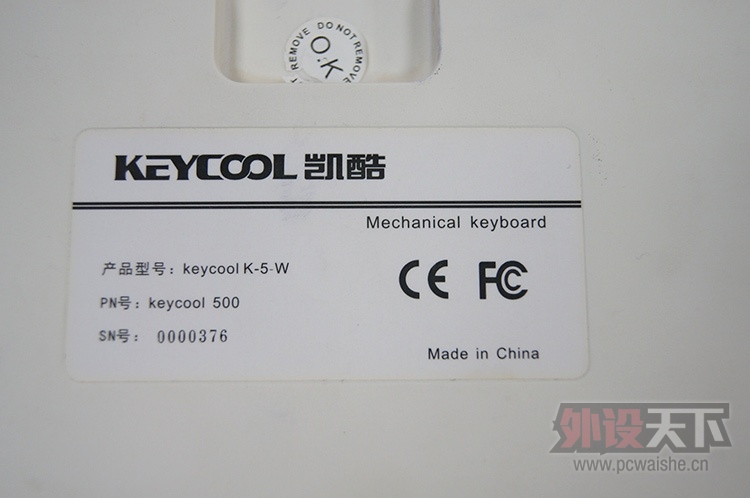 DO NOT REMOVE
REMOVE
O.K
KEYCOOL 凯酷
Mechanical keyboard
产品型号: keycool K-5-W
PN号: keycool 500
CE FC
SN号: 0000376
Made in China
外设天下
www.pcwaishe.cn